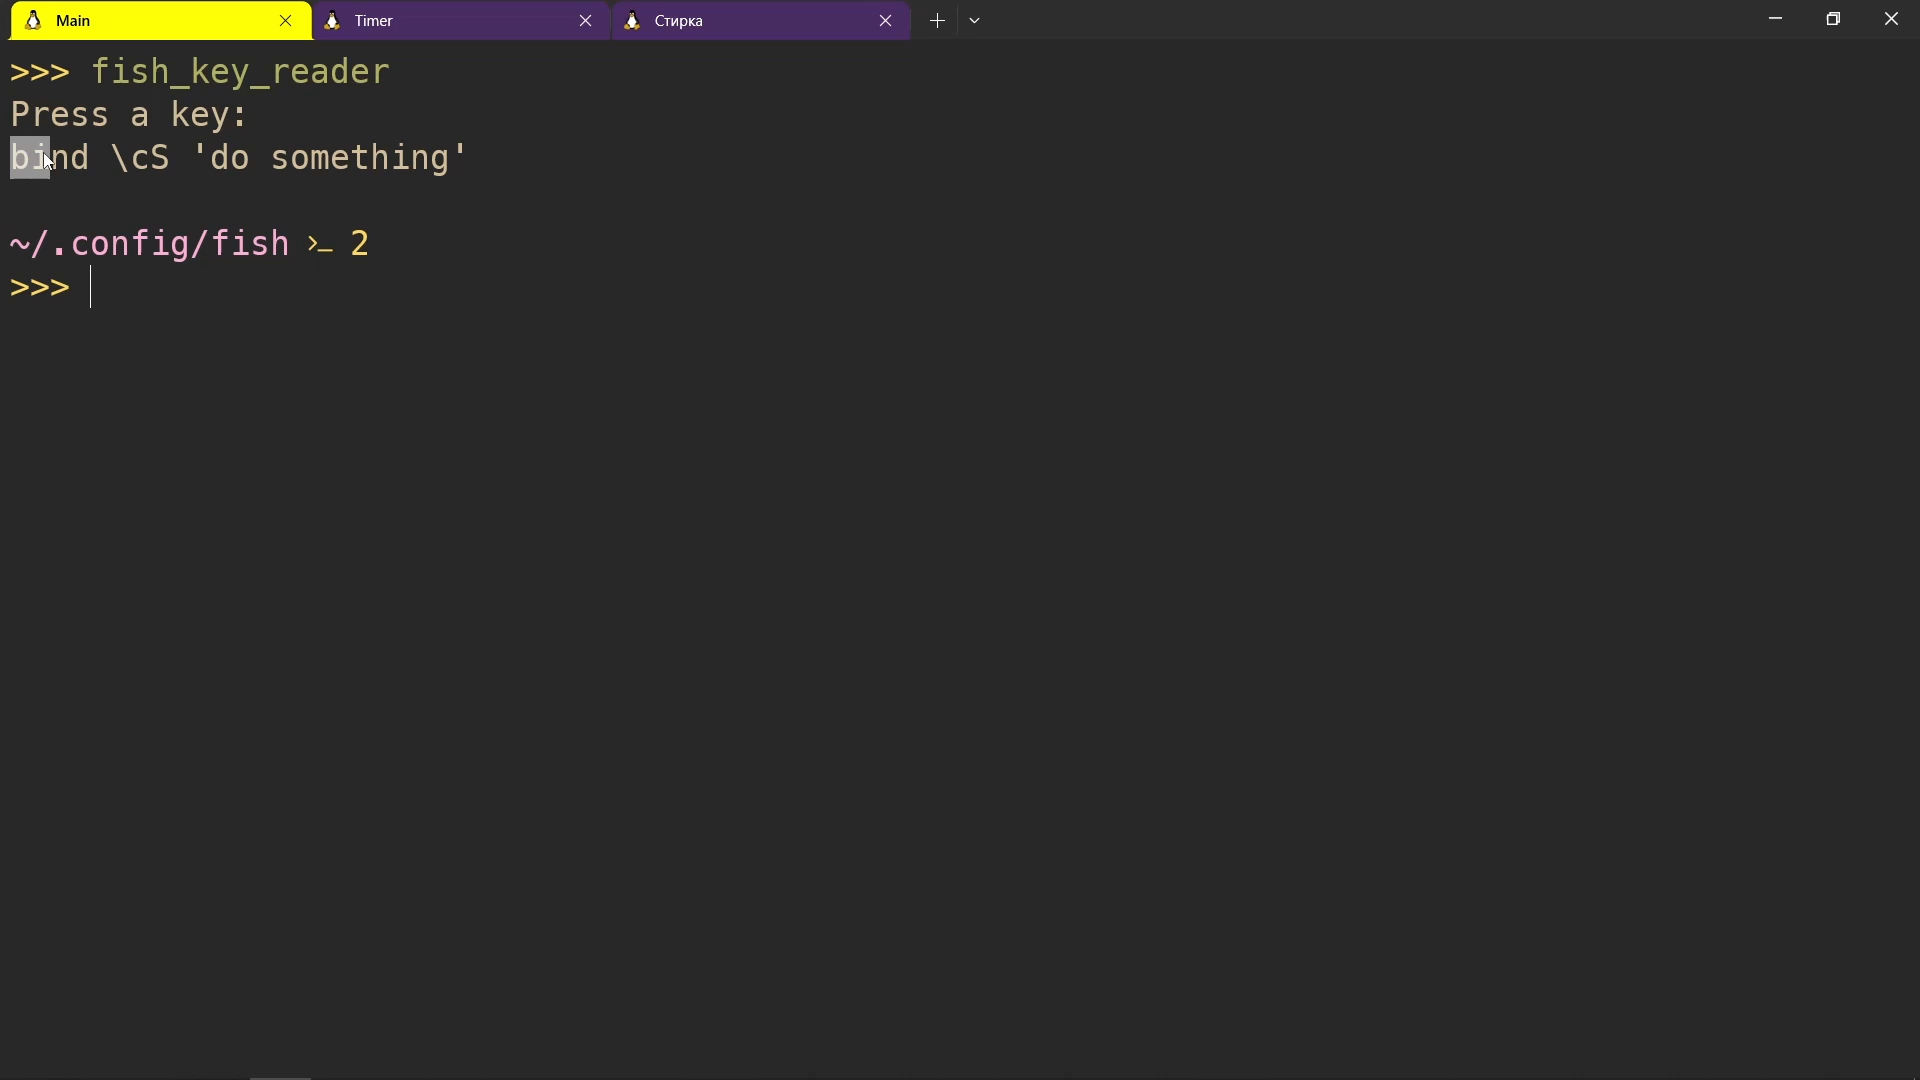 Main
Timer
Стирка
>>> fish_key_reader
Press a key:
bind \cS 'do something'
~/.config/fish >_ 2
>>>